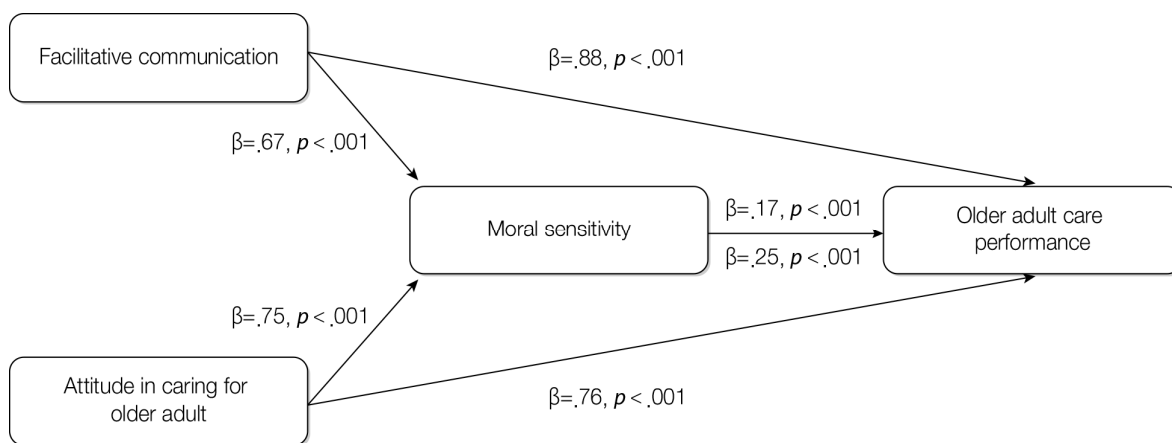 Facilitative communication
β=.88, p<.001
β=.67, p<.001
Moral sensitivity
β=.17, p<.001
β=.25, p<.001
Older adult care
performance
β=.75, p<.001
Attitude in caring for
older adult
β=.76, p<.001